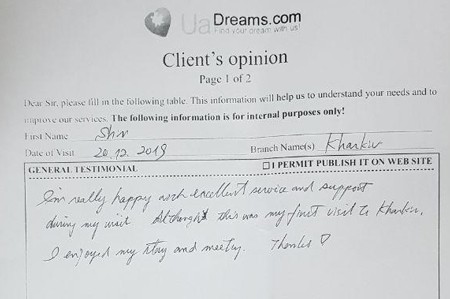 UaDreams.com
Find your dream with us!
Client's opinion
Page 1 of 2
Dear Sir, please fill in the following table. This information will help us to understand your needs and to
improve our services. The following information is for internal purposes only!
First Name Shn
Date of Visit 20.12.2019 Branch Name(s) Kharkiv
GENERAL TESTIMONIAL ☐ I PERMIT PUBLISH IT ON WEB SITE
I'm really happy with excellent service and support
during my visit Although this was my first visit to Kharkiv,
I enjoyed my stay and meeting. Thanks ♡